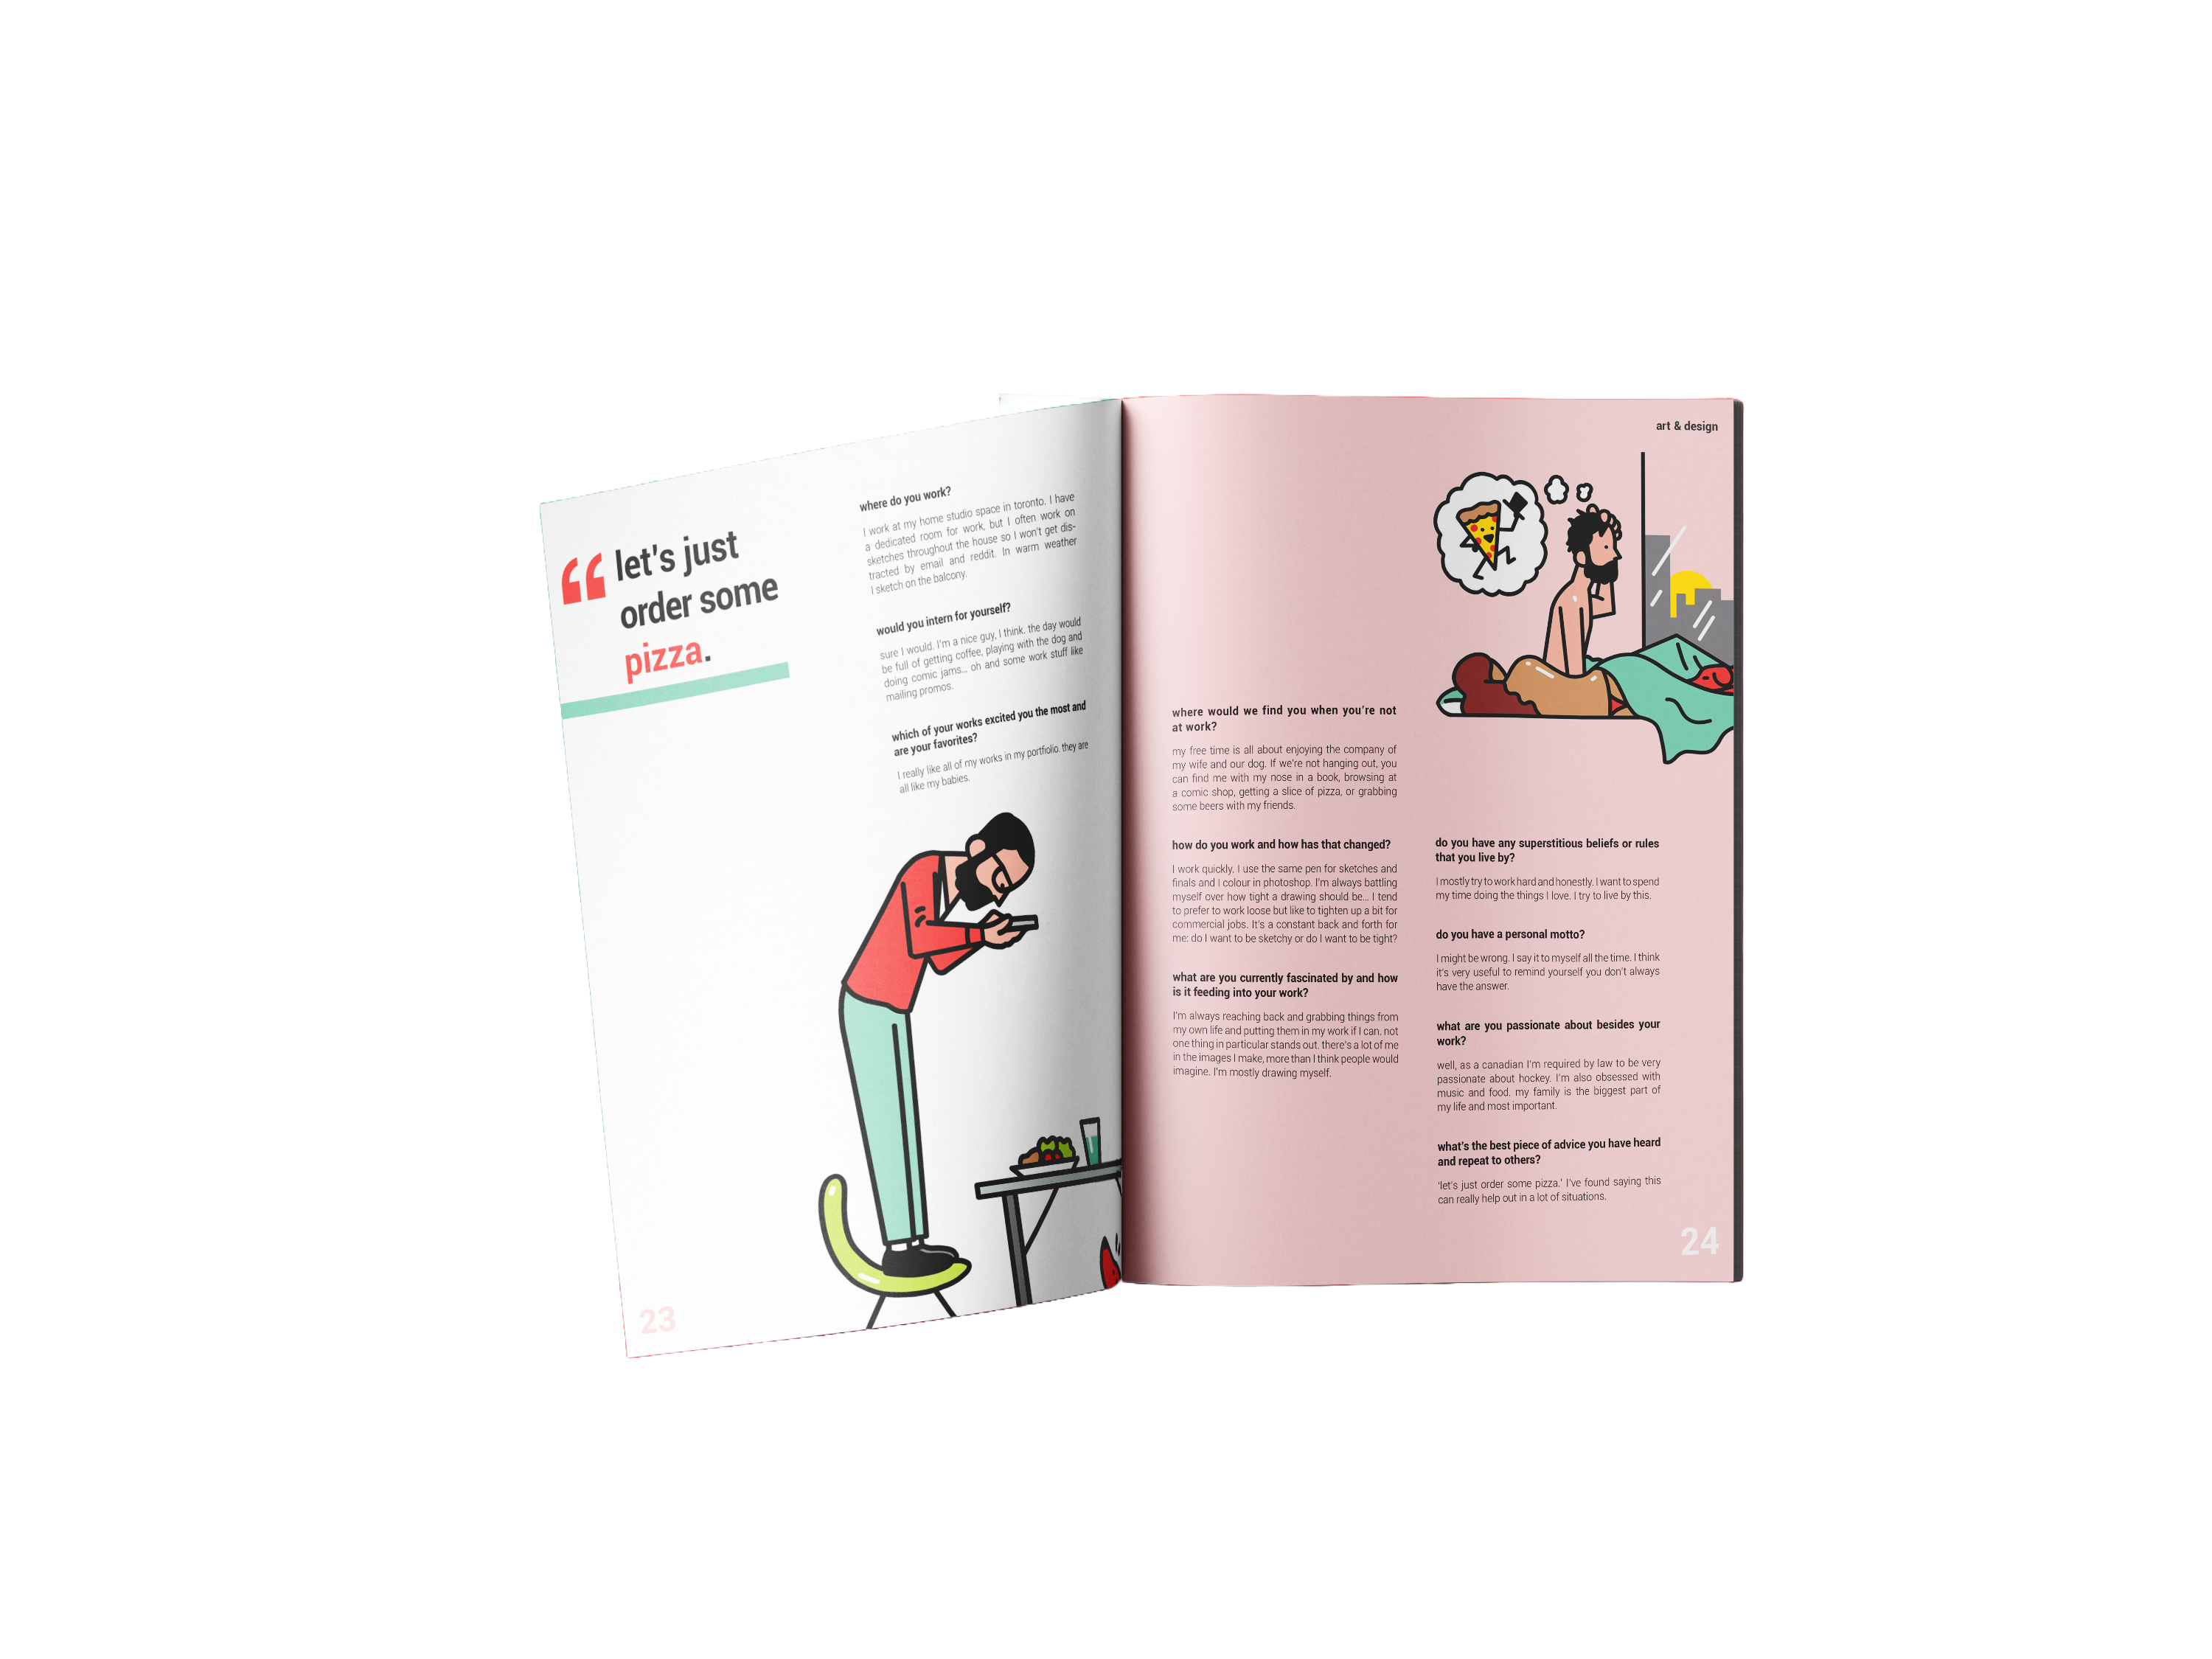 “ let's just
order some
pizza.
where do you work?
I work at my home studio space in toronto. I have
a dedicated room for work, but I often work on
sketches throughout the house so I won't get dis-
tracted by email and reddit. In warm weather
I sketch on the balcony.
would you intern for yourself?
sure I would. I'm a nice guy, I think. the day would
be full of getting coffee, playing with the dog and
doing comic jams... oh and some work stuff like
mailing promos.
which of your works excited you the most and
are your favorites?
I really like all of my works in my portfolio. they are
all like my babies.
23
art & design
where would we find you when you're not
at work?
my free time is all about enjoying the company of
my wife and our dog. If we're not hanging out, you
can find me with my nose in a book, browsing at
a comic shop, getting a slice of pizza, or grabbing
some beers with my friends.
how do you work and how has that changed?
I work quickly. I use the same pen for sketches and
finals and I colour in photoshop. I'm always battling
myself over how tight a drawing should be... I tend
to prefer to work loose but like to tighten up a bit for
commercial jobs. It's a constant back and forth for
me: do I want to be sketchy or do I want to be tight?
what are you currently fascinated by and how
is it feeding into your work?
I'm always reaching back and grabbing things from
my own life and putting them in my work if I can. not
one thing in particular stands out. there's a lot of me
in the images I make, more than I think people would
imagine. I'm mostly drawing myself.
do you have any superstitious beliefs or rules
that you live by?
I mostly try to work hard and honestly. I want to spend
my time doing the things I love. I try to live by this.
do you have a personal motto?
I might be wrong. I say it to myself all the time. I think
it's very useful to remind yourself you don't always
have the answer.
what are you passionate about besides your
work?
well, as a canadian I'm required by law to be very
passionate about hockey. I'm also obsessed with
music and food. my family is the biggest part of
my life and most important.
what's the best piece of advice you have heard
and repeat to others?
'let's just order some pizza.' I've found saying this
can really help out in a lot of situations.
24